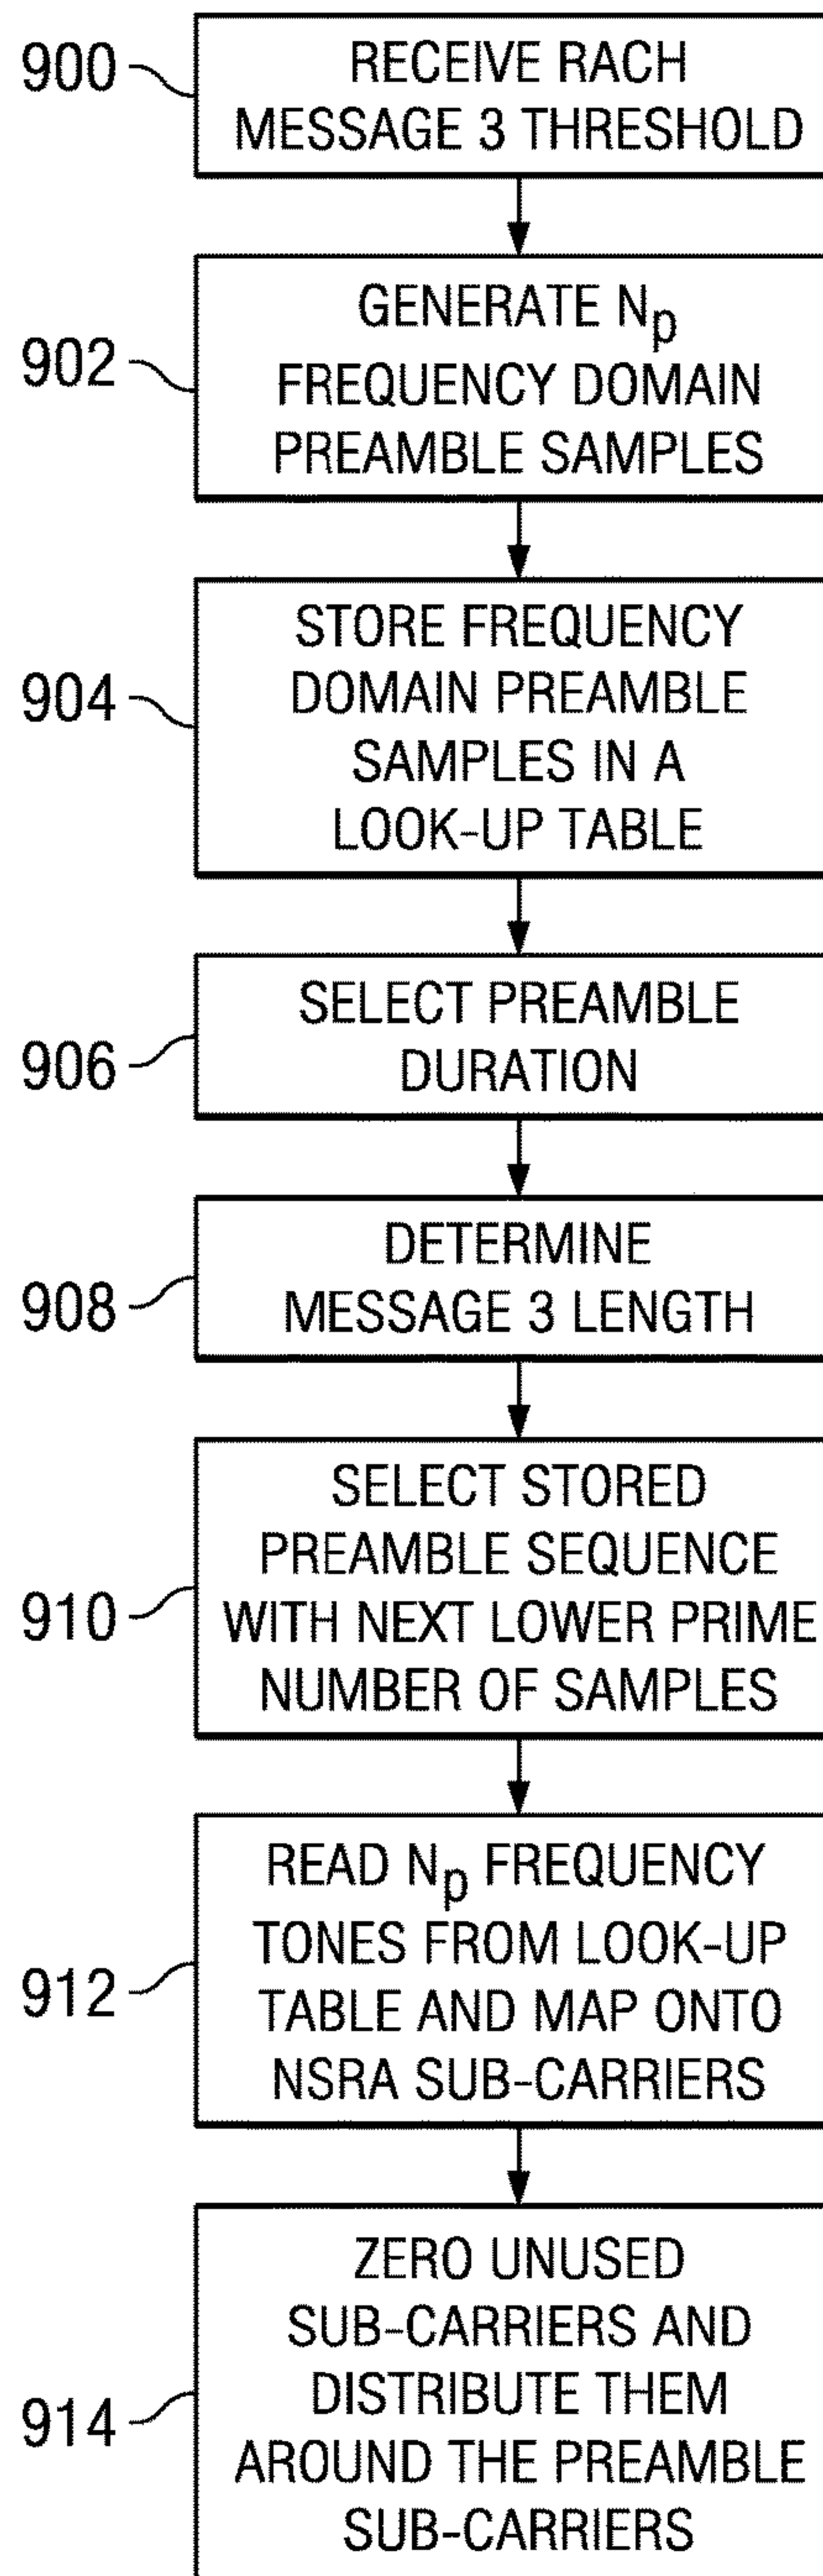 900
RECEIVE RACH
MESSAGE 3 THRESHOLD
902
GENERATE Np
FREQUENCY DOMAIN
PREAMBLE SAMPLES
904
STORE FREQUENCY
DOMAIN PREAMBLE
SAMPLES IN A
LOOK-UP TABLE
906
SELECT PREAMBLE
DURATION
908
DETERMINE
MESSAGE 3 LENGTH
910
SELECT STORED
PREAMBLE SEQUENCE
WITH NEXT LOWER PRIME
NUMBER OF SAMPLES
912
READ Np FREQUENCY
TONES FROM LOOK-UP
TABLE AND MAP ONTO
NSRA SUB-CARRIERS
914
ZERO UNUSED
SUB-CARRIERS AND
DISTRIBUTE THEM
AROUND THE PREAMBLE
SUB-CARRIERS